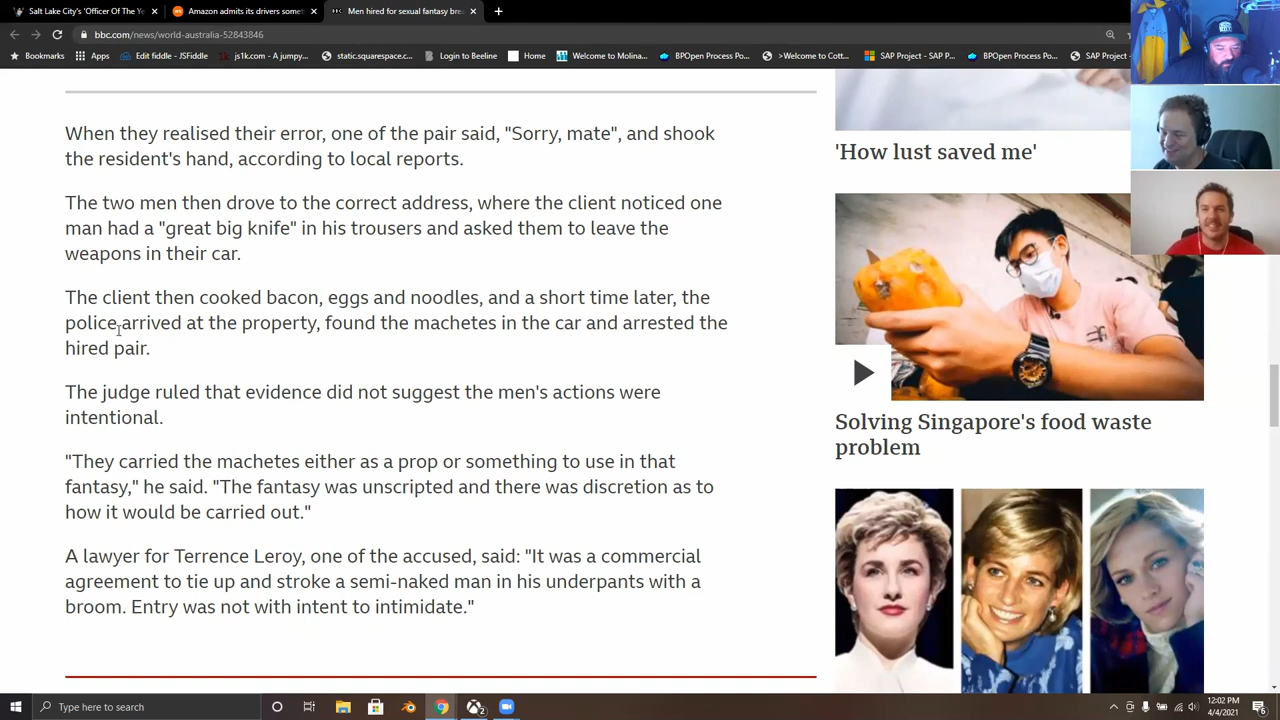 Salt Lake City's 'Officer Of The Ye
Amazon admits its drivers somet
Men hired for sexual fantasy brea
bbc.com/news/world-australia-52843846
Bookmarks
Apps
Edit fiddle - JSFiddle
js1k.com - A jumpy...
static.squarespace.c...
Login to Beeline
Home
Welcome to Molina...
BPOpen Process Po...
>Welcome to Cott...
SAP Project - SAP P...
BPOpen Process Po...
SAP Proje
When they realised their error, one of the pair said, "Sorry, mate", and shook
the resident's hand, according to local reports.
The two men then drove to the correct address, where the client noticed one
man had a "great big knife" in his trousers and asked them to leave the
weapons in their car.
The client then cooked bacon, eggs and noodles, and a short time later, the
police arrived at the property, found the machetes in the car and arrested the
hired pair.
The judge ruled that evidence did not suggest the men's actions were
intentional.
"They carried the machetes either as a prop or something to use in that
fantasy," he said. "The fantasy was unscripted and there was discretion as to
how it would be carried out."
A lawyer for Terrence Leroy, one of the accused, said: "It was a commercial
agreement to tie up and stroke a semi-naked man in his underpants with a
broom. Entry was not with intent to intimidate."
'How lust saved me'
Solving Singapore's food waste
problem
Type here to search
12:02 PM
4/4/2021